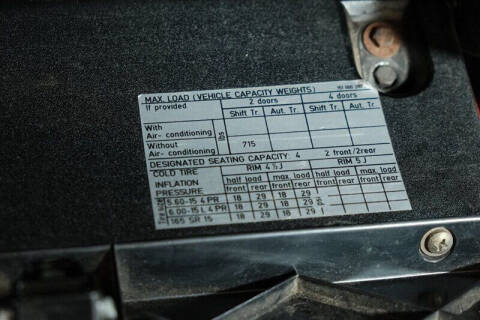 MAX. LOAD (VEHICLE CAPACITY WEIGHTS)
If provided 2 doors 4 doors
Shift Tr. Aut. Tr. Shift Tr. Aut. Tr.
With
Air- conditioning lbs
Without 715
Air- conditioning
DESIGNATED SEATING CAPACITY: 4 2 front/2rear
COLD TIRE RIM 4 ½ J RIM 5 J
INFLATION half load max. load half load max. load
PRESSURE front rear front rear front rear front rear
Tire size 5.60-15 4 PR 18 29 18 29
6.00-15 L 4 PR 18 29 18 29
165 SR 15 18 29 18 29